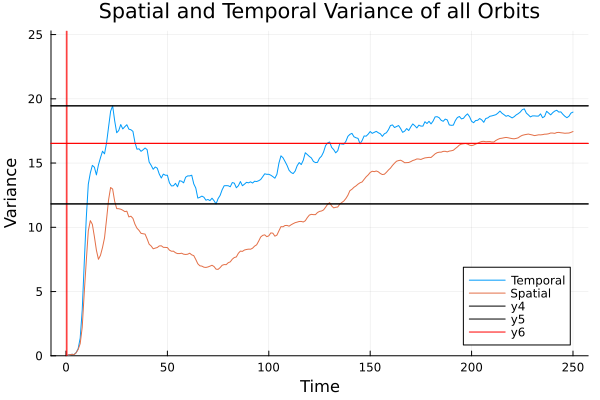 Spatial and Temporal Variance of all Orbits
25
20
15
10
5
0
Variance
Temporal
Spatial
y4
y5
y6
0 50 100 150 200 250
Time